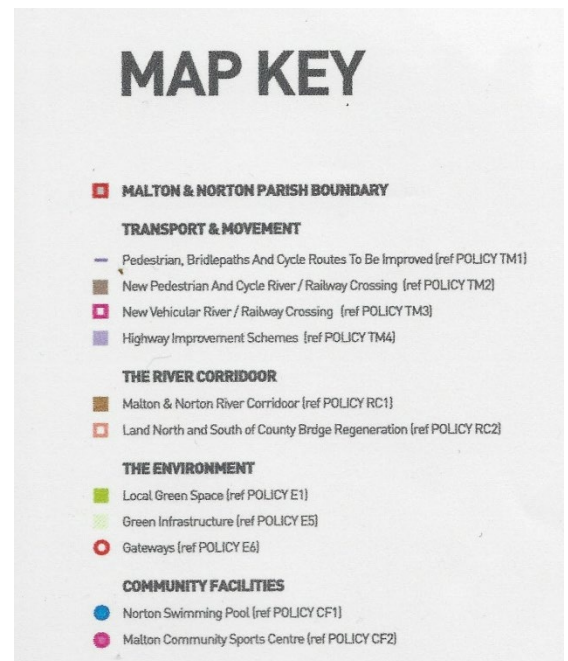 MAP KEY
MALTON & NORTON PARISH BOUNDARY
TRANSPORT & MOVEMENT
Pedestrian, Bridlepaths And Cycle Routes To Be Improved (ref POLICY TM1)
New Pedestrian And Cycle River / Railway Crossing (ref POLICY TM2)
New Vehicular River / Railway Crossing (ref POLICY TM3)
Highway Improvement Schemes (ref POLICY TM4)
THE RIVER CORRIDOOR
Malton & Norton River Corridoor (ref POLICY RC1)
Land North and South of County Brdge Regeneration (ref POLICY RC2)
THE ENVIRONMENT
Local Green Space (ref POLICY E1)
Green Infrastructure (ref POLICY E5)
Gateways (ref POLICY E6)
COMMUNITY FACILITIES
Norton Swimming Pool (ref POLICY CF1)
Malton Community Sports Centre (ref POLICY CF2)